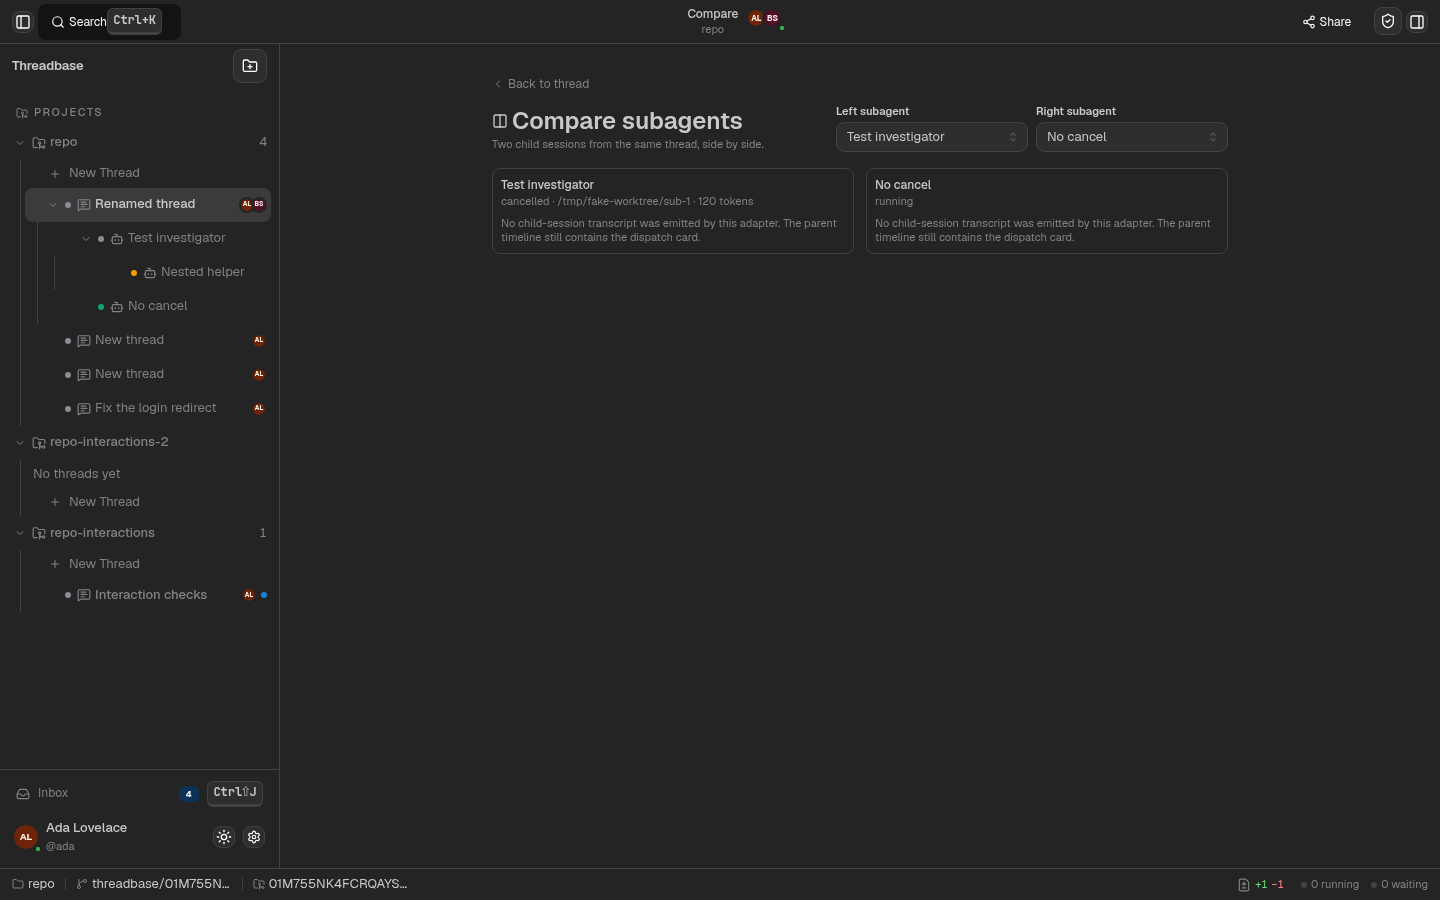 Search Ctrl+K
Compare
repo
AL BS
Share
Threadbase
PROJECTS
repo 4
New Thread
Renamed thread AL BS
Test investigator
Nested helper
No cancel
New thread AL
New thread AL
Fix the login redirect AL
repo-interactions-2
No threads yet
New Thread
repo-interactions 1
New Thread
Interaction checks AL
Inbox 4 Ctrl⇧J
AL Ada Lovelace
@ada
Back to thread
Compare subagents
Two child sessions from the same thread, side by side.
Left subagent
Test investigator
Right subagent
No cancel
Test investigator
cancelled · /tmp/fake-worktree/sub-1 · 120 tokens
No child-session transcript was emitted by this adapter. The parent
timeline still contains the dispatch card.
No cancel
running
No child-session transcript was emitted by this adapter. The parent
timeline still contains the dispatch card.
repo threadbase/01M755N... 01M755NK4FCRQAYS... +1 −1 0 running 0 waiting